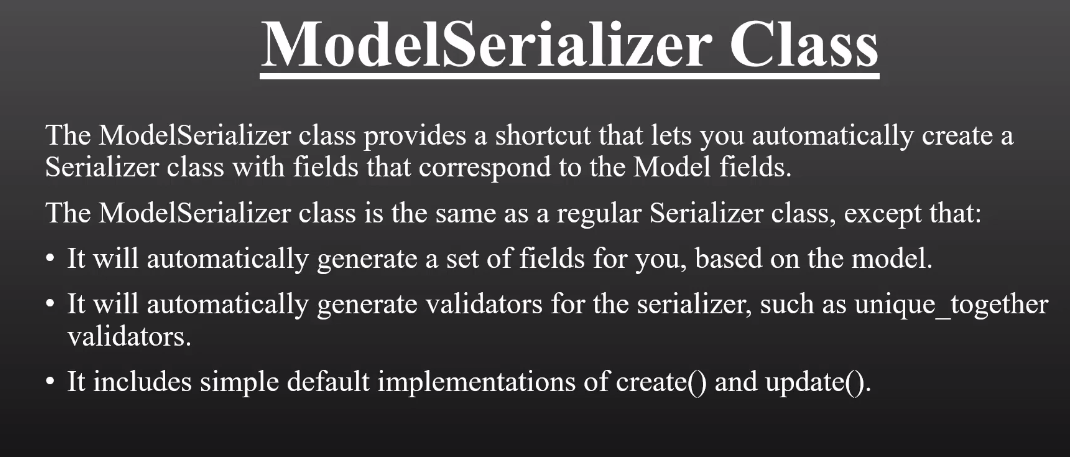 ModelSerializer Class
The ModelSerializer class provides a shortcut that lets you automatically create a
Serializer class with fields that correspond to the Model fields.
The ModelSerializer class is the same as a regular Serializer class, except that:
• It will automatically generate a set of fields for you, based on the model.
• It will automatically generate validators for the serializer, such as unique_together
validators.
• It includes simple default implementations of create() and update().